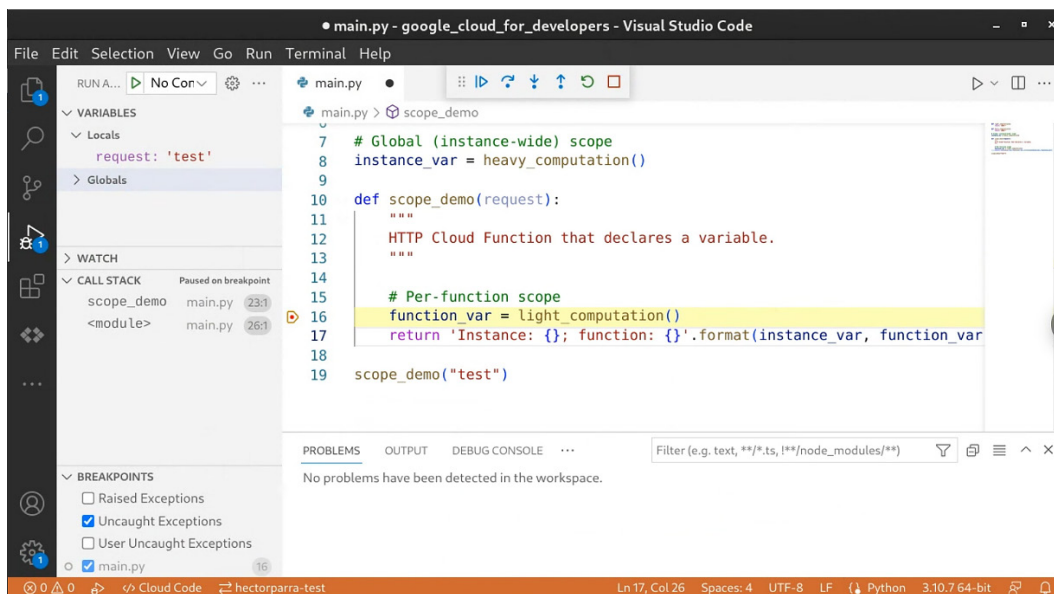 ● main.py - google_cloud_for_developers - Visual Studio Code
File Edit Selection View Go Run Terminal Help
RUN A... No Con
main.py ●
VARIABLES
Locals
request: 'test'
Globals
WATCH
CALL STACK Paused on breakpoint
scope_demo main.py 23:1
<module> main.py 26:1
BREAKPOINTS
Raised Exceptions
Uncaught Exceptions
User Uncaught Exceptions
main.py 16
main.py > scope_demo
7 # Global (instance-wide) scope
8 instance_var = heavy_computation()
9
10 def scope_demo(request):
11 """
12 HTTP Cloud Function that declares a variable.
13 """
14
15 # Per-function scope
16 function_var = light_computation()
17 return 'Instance: {}; function: {}'.format(instance_var, function_var
18
19 scope_demo("test")
PROBLEMS OUTPUT DEBUG CONSOLE ···
Filter (e.g. text, **/*.ts, !**/node_modules/**)
No problems have been detected in the workspace.
1
1
1
0 0 Cloud Code hectorparra-test Ln 17, Col 26 Spaces: 4 UTF-8 LF Python 3.10.7 64-bit